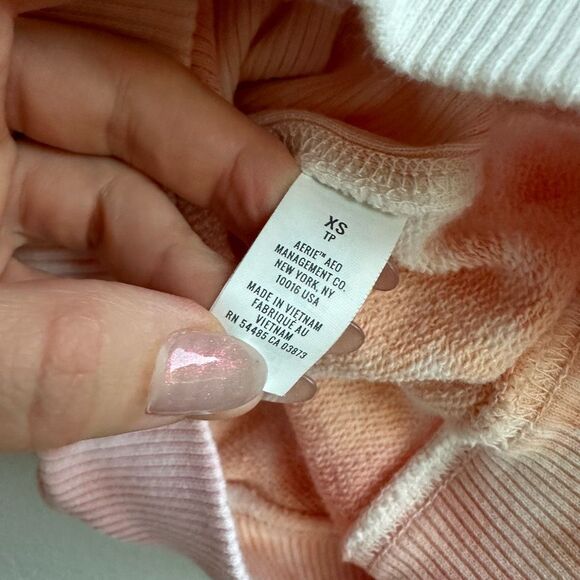 XS
TP
AERIE™ AEO
MANAGEMENT CO.
NEW YORK, NY
10016 USA
MADE IN VIETNAM
FABRIQUÉ AU
VIETNAM
RN 54485 CA 03873